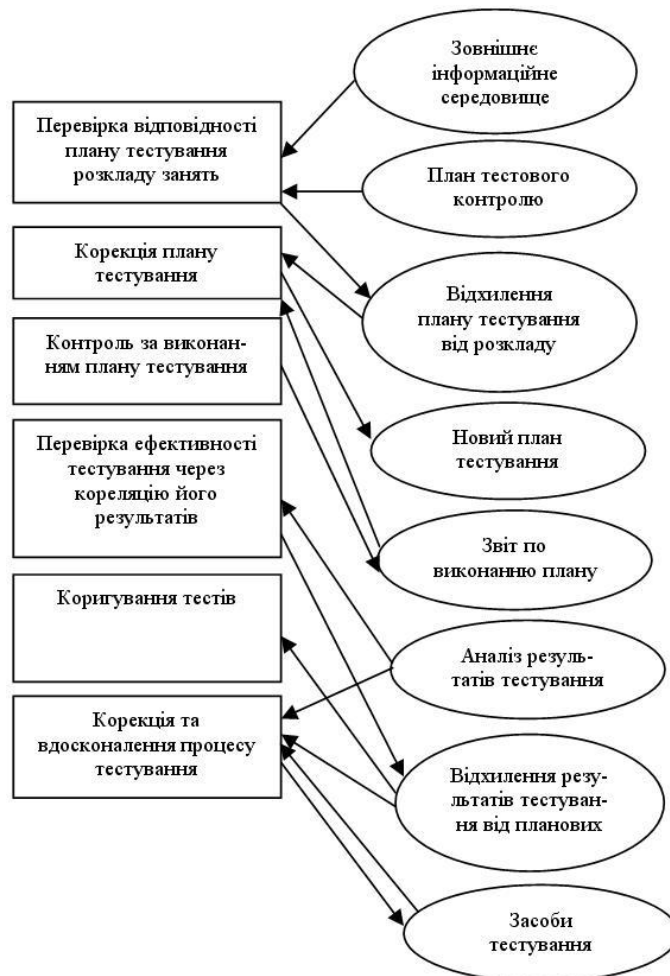 Зовнішнє
інформаційне
середовище
Перевірка відповідності
плану тестування
розкладу занять
План тестового
контролю
Корекція плану
тестування
Відхилення
плану тестування
від розкладу
Контроль за виконан-
ням плану тестування
Перевірка ефективності
тестування через
кореляцію його
результатів
Новий план
тестування
Звіт по
виконанню плану
Коригування тестів
Аналіз резуль-
татів тестування
Корекція та
вдосконалення процесу
тестування
Відхилення резу-
льтатів тестуван-
ня від планових
Засоби
тестування